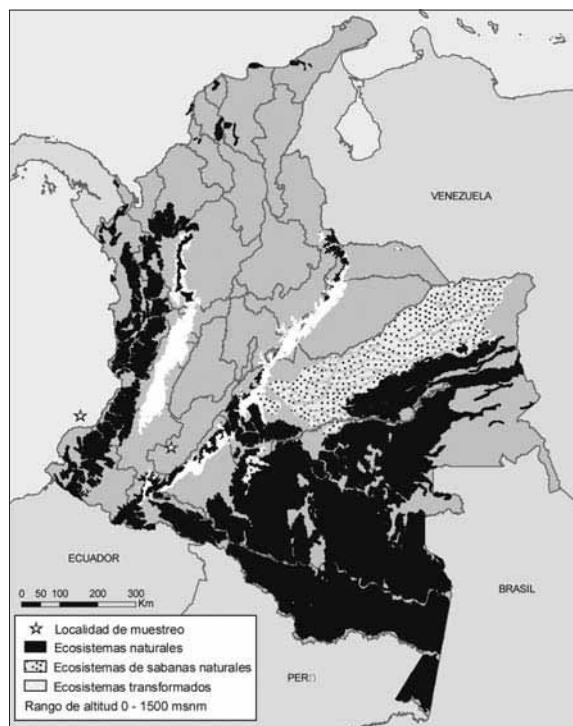 VENEZUELA
ECUADOR
BRASIL
PERÚ
0 50 100 200 300
Km
Localidad de muestreo
Ecosistemas naturales
Ecosistemas de sabanas naturales
Ecosistemas transformados
Rango de altitud 0 - 1500 msnm